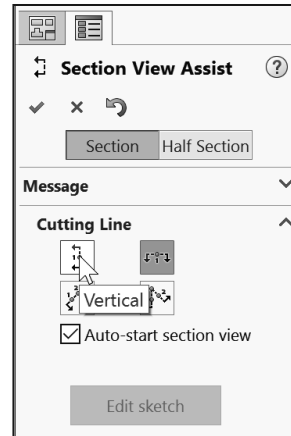 Section View Assist
?
Section Half Section
Message
Cutting Line
Vertical
Auto-start section view
Edit sketch